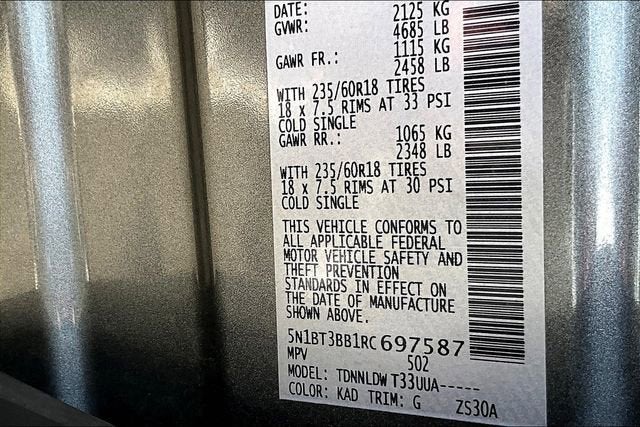 DATE: 2125 KG
GVWR: 4685 LB
1115 KG
GAWR FR.: 2458 LB
WITH 235/60R18 TIRES
18 x 7.5 RIMS AT 33 PSI
COLD SINGLE
GAWR RR.: 1065 KG
2348 LB
WITH 235/60R18 TIRES
18 x 7.5 RIMS AT 30 PSI
COLD SINGLE
THIS VEHICLE CONFORMS TO
ALL APPLICABLE FEDERAL
MOTOR VEHICLE SAFETY AND
THEFT PREVENTION
STANDARDS IN EFFECT ON
THE DATE OF MANUFACTURE
SHOWN ABOVE.
5N1BT3BB1RC697587
MPV 502
MODEL: TDNNLDW T33UUA-----
COLOR: KAD TRIM: G ZS30A